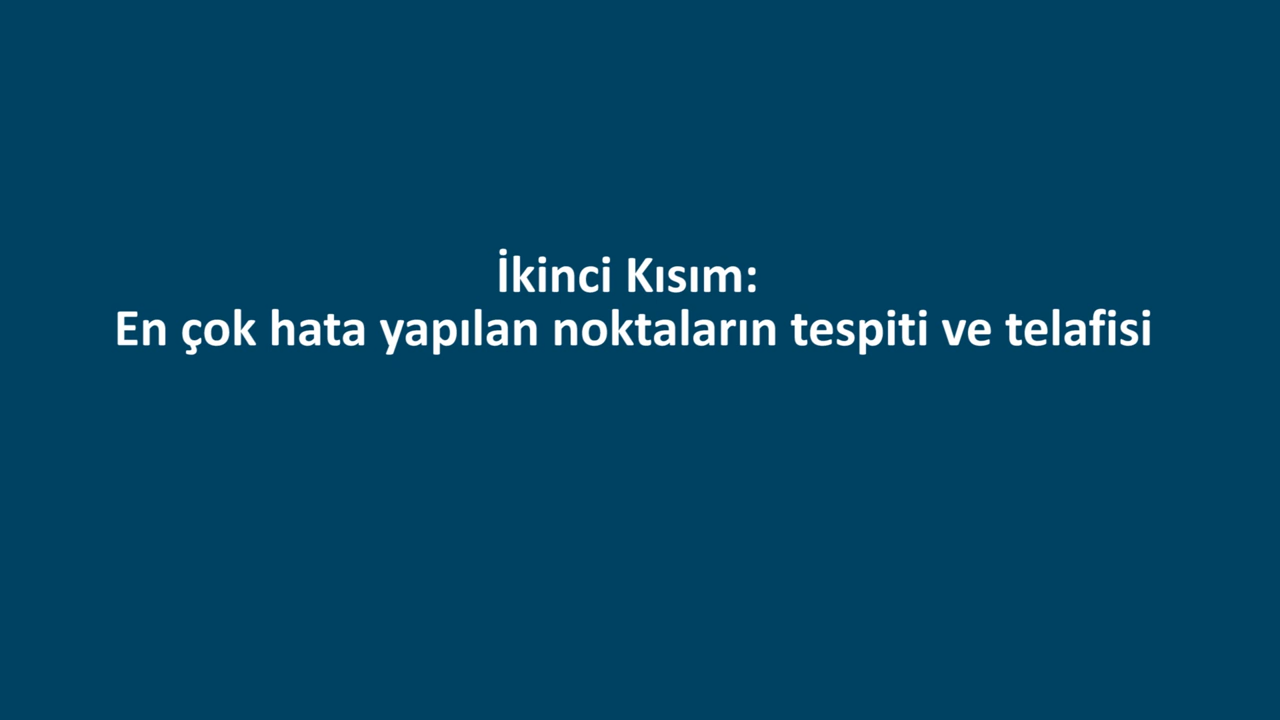 İkinci Kısım:
En çok hata yapılan noktaların tespiti ve telafisi